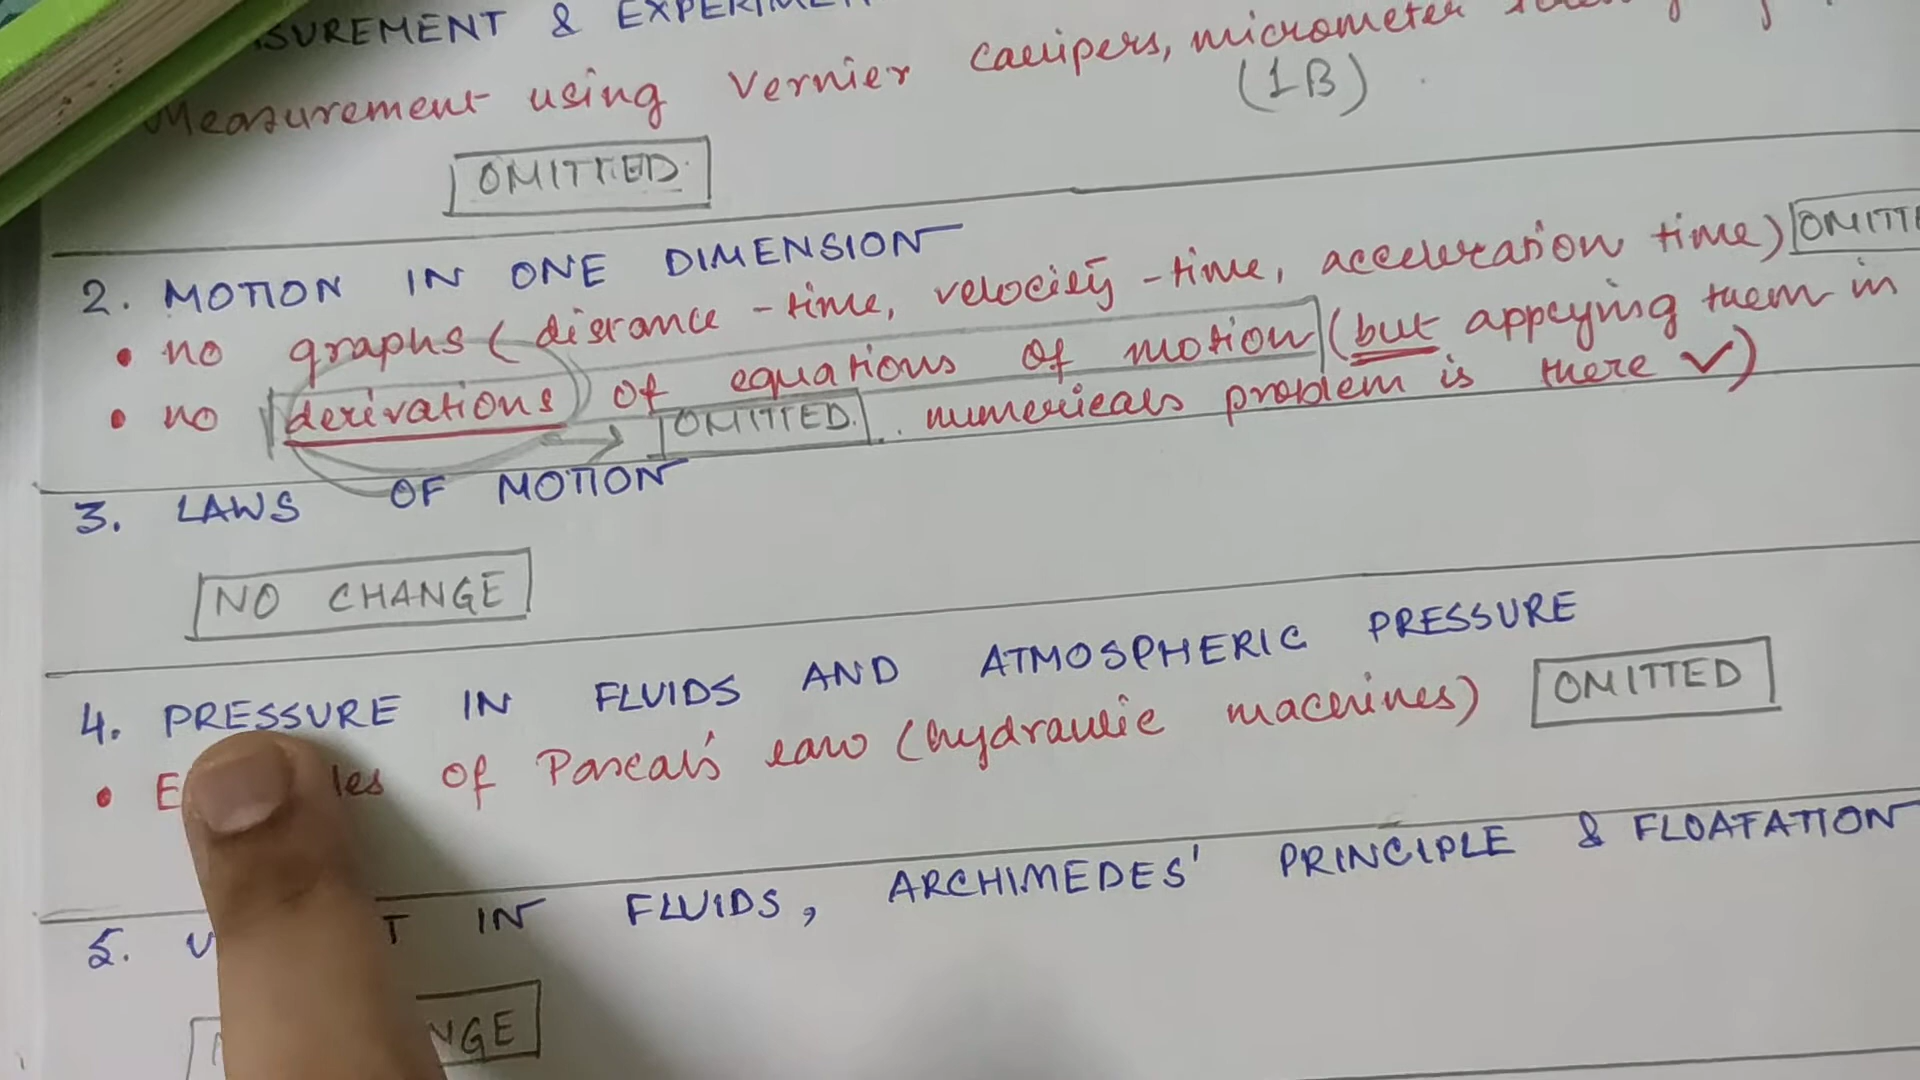 SUREMENT & EXPERIME
Measurement using Vernier callipers, micrometer
(1B)
OMITTED
2. MOTION IN ONE DIMENSION
• no graphs (distance - time, velocity - time, acceleration time) OMITT
• no derivations of equations of motion (but applying them in
OMITTED. numericals problem is there ✓)
3. LAWS OF MOTION
NO CHANGE
4. PRESSURE IN FLUIDS AND ATMOSPHERIC PRESSURE
• E les of Pascal's law (hydraulic machines) OMITTED
5. U T IN FLUIDS, ARCHIMEDES' PRINCIPLE & FLOATATION
NGE